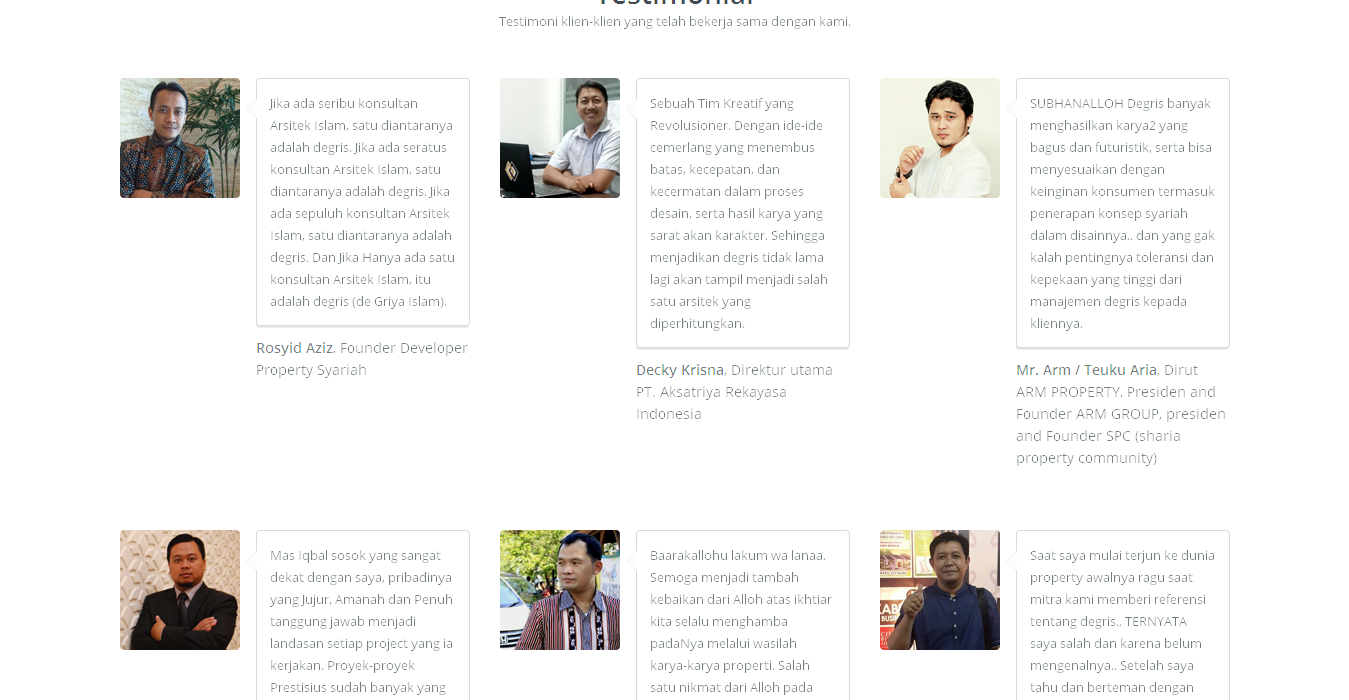 Testimonial
Testimoni klien-klien yang telah bekerja sama dengan kami.
Jika ada seribu konsultan
Arsitek Islam, satu diantaranya
adalah degris. Jika ada seratus
konsultan Arsitek Islam, satu
diantaranya adalah degris. Jika
ada sepuluh konsultan Arsitek
Islam, satu diantaranya adalah
degris. Dan Jika Hanya ada satu
konsultan Arsitek Islam, itu
adalah degris (de Griya Islam).
Rosyid Aziz, Founder Developer
Property Syariah
Sebuah Tim Kreatif yang
Revolusioner. Dengan ide-ide
cemerlang yang menembus
batas, kecepatan, dan
kecermatan dalam proses
desain, serta hasil karya yang
sarat akan karakter. Sehingga
menjadikan degris tidak lama
lagi akan tampil menjadi salah
satu arsitek yang
diperhitungkan.
Decky Krisna, Direktur utama
PT. Aksatriya Rekayasa
Indonesia
SUBHANALLOH Degris banyak
menghasilkan karya2 yang
bagus dan futuristik, serta bisa
menyesuaikan dengan
keinginan konsumen termasuk
penerapan konsep syariah
dalam disainnya.. dan yang gak
kalah pentingnya toleransi dan
kepekaan yang tinggi dari
manajemen degris kepada
kliennya.
Mr. Arm / Teuku Aria, Dirut
ARM PROPERTY, Presiden and
Founder ARM GROUP, presiden
and Founder SPC (sharia
property community)
Mas Iqbal sosok yang sangat
dekat dengan saya, pribadinya
yang Jujur, Amanah dan Penuh
tanggung jawab menjadi
landasan setiap project yang ia
kerjakan. Proyek-proyek
Prestisius sudah banyak yang
Baarakallohu lakum wa lanaa.
Semoga menjadi tambah
kebaikan dari Alloh atas ikhtiar
kita selalu menghamba
padaNya melalui wasilah
karya-karya properti. Salah
satu nikmat dari Alloh pada
Saat saya mulai terjun ke dunia
property awalnya ragu saat
mitra kami memberi referensi
tentang degris.. TERNYATA
saya salah dan karena belum
mengenalnya.. Setelah saya
tahu dan berteman dengan